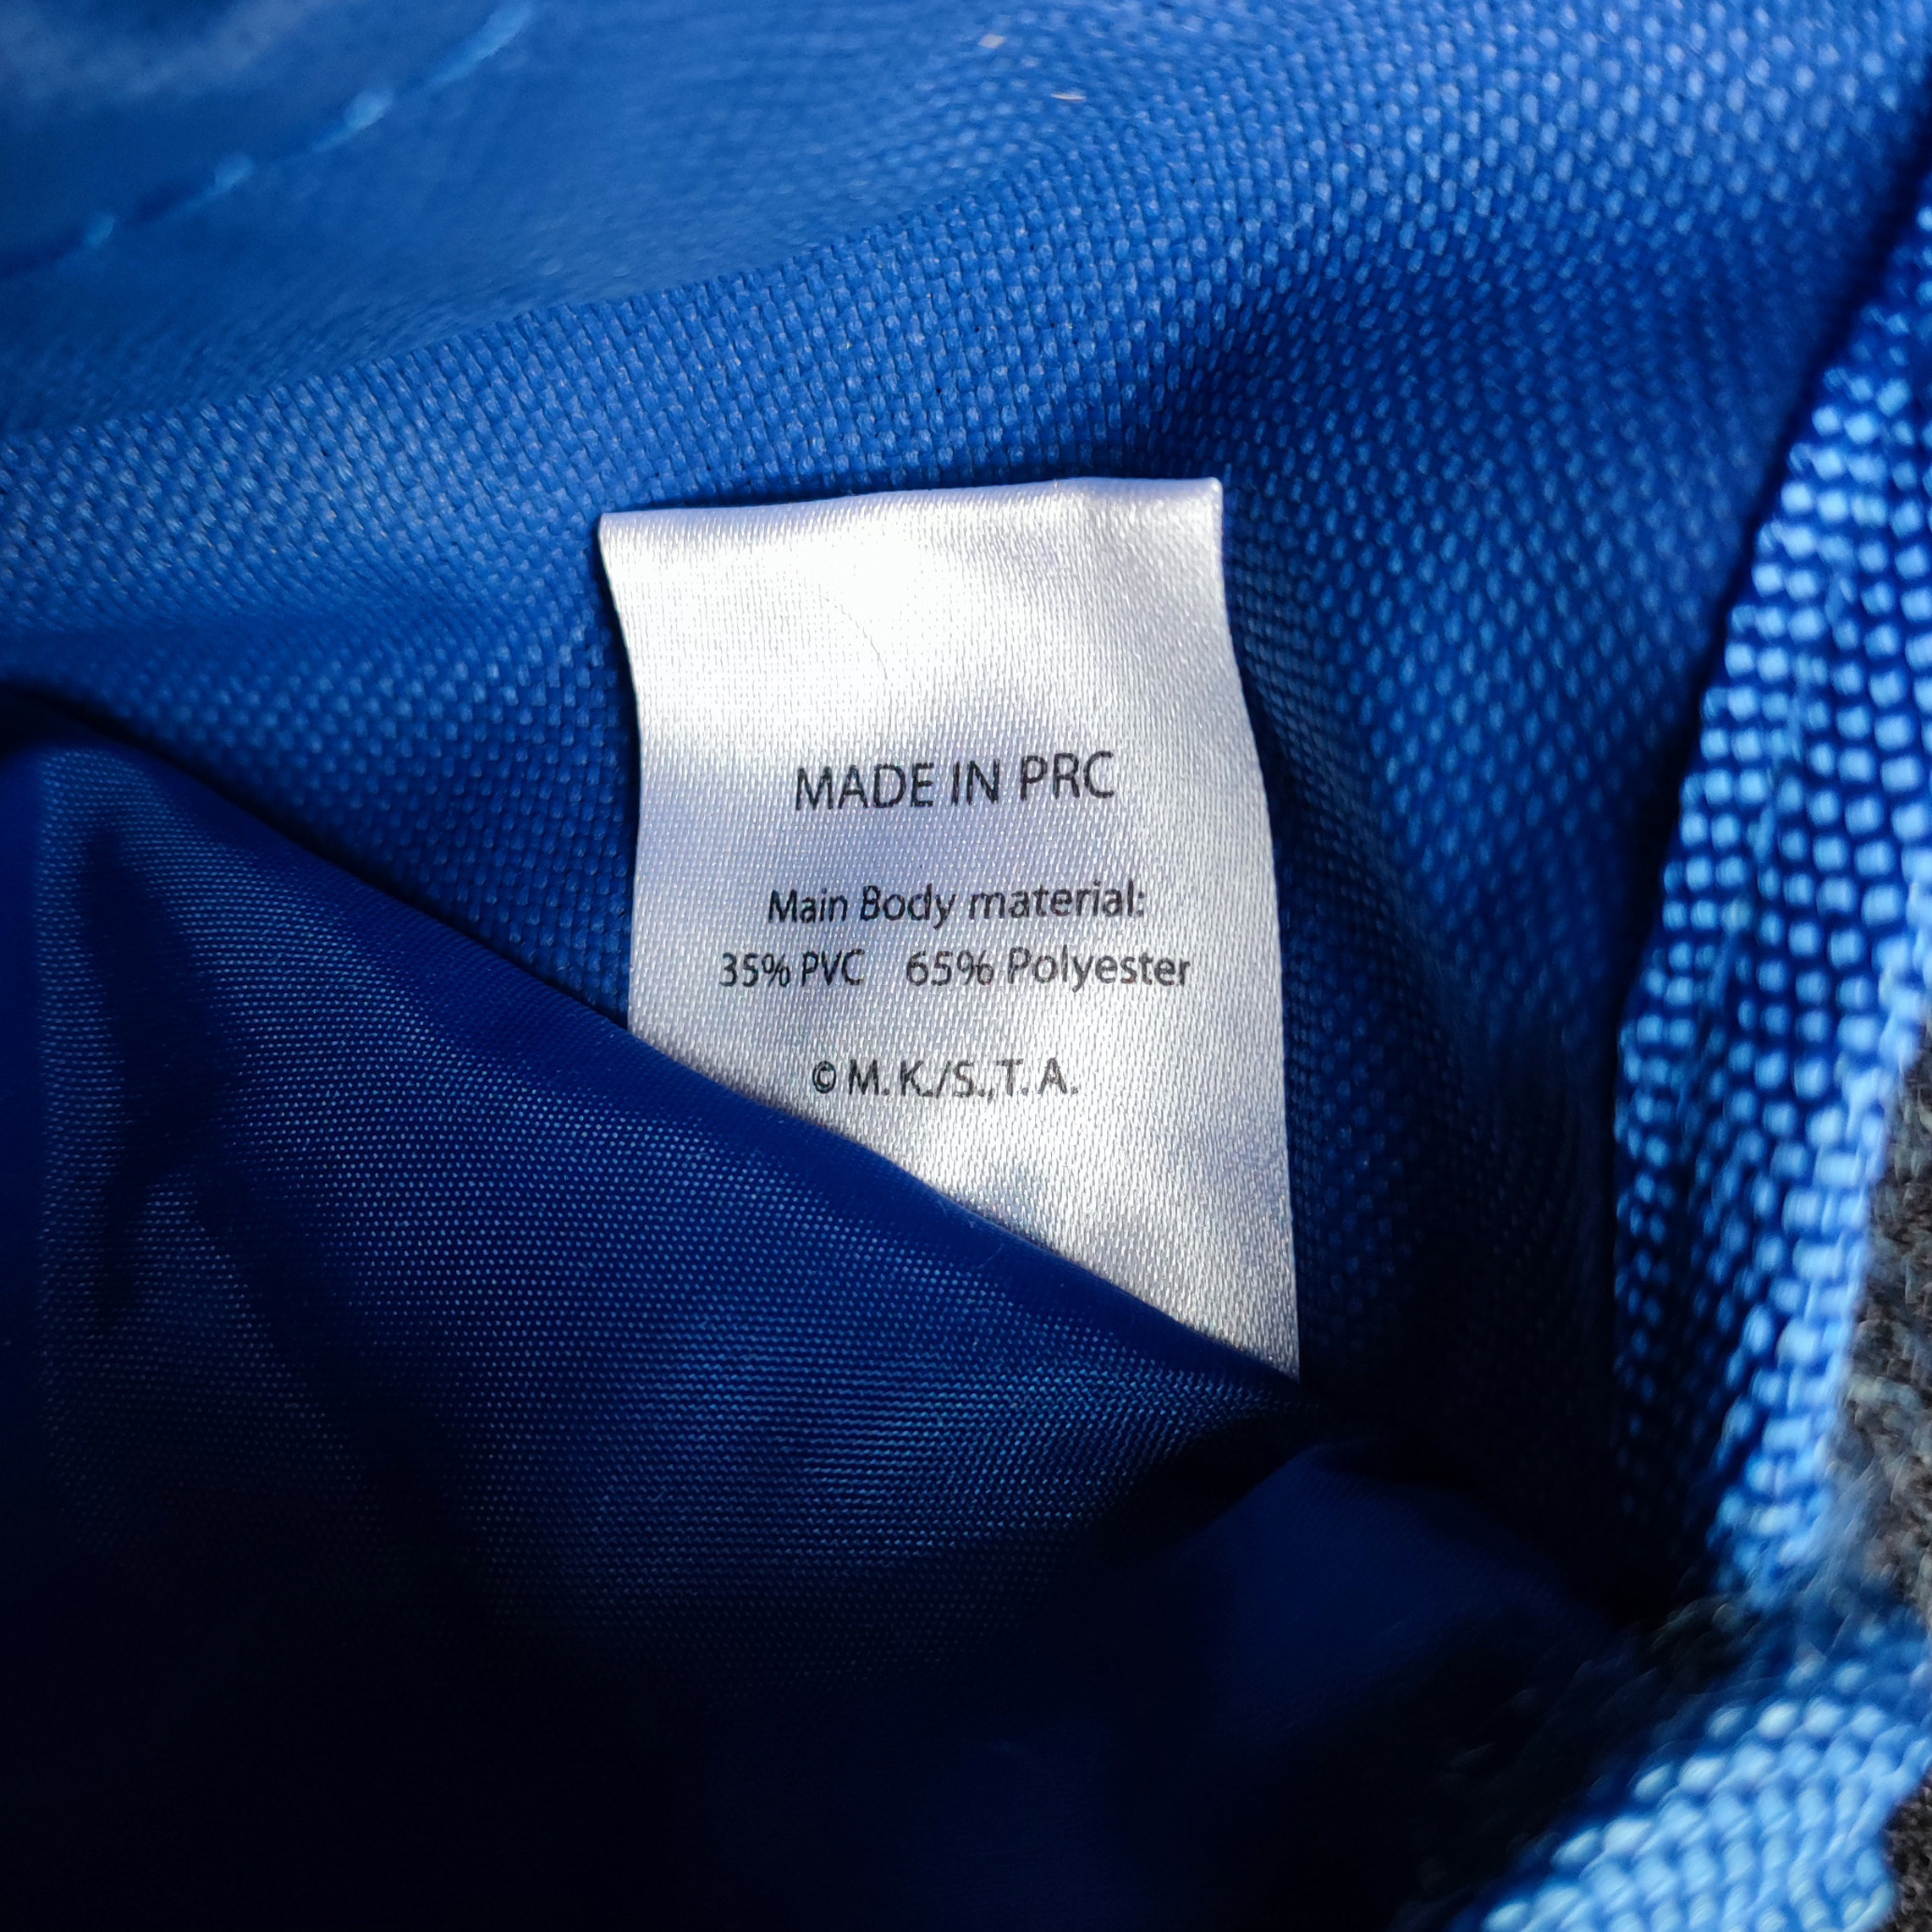 MADE IN PRC
Main Body material:
35% PVC 65% Polyester
©M.K./S.,T.A.